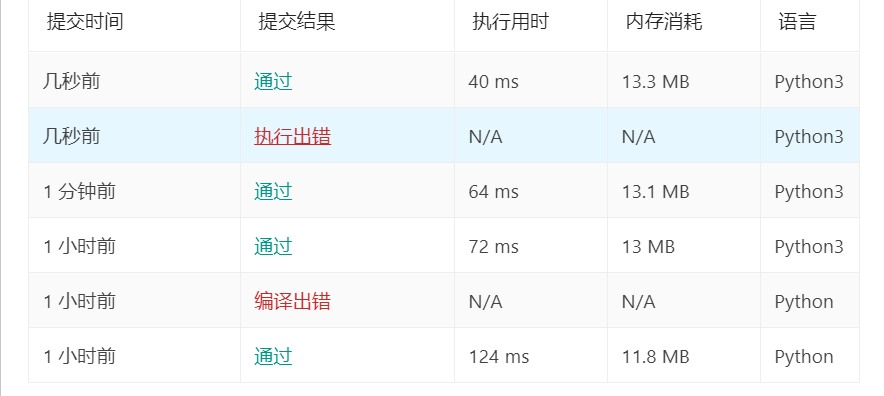 提交时间 提交结果 执行用时 内存消耗 语言
几秒前 通过 40 ms 13.3 MB Python3
几秒前 执行出错 N/A N/A Python3
1 分钟前 通过 64 ms 13.1 MB Python3
1 小时前 通过 72 ms 13 MB Python3
1 小时前 编译出错 N/A N/A Python
1 小时前 通过 124 ms 11.8 MB Python